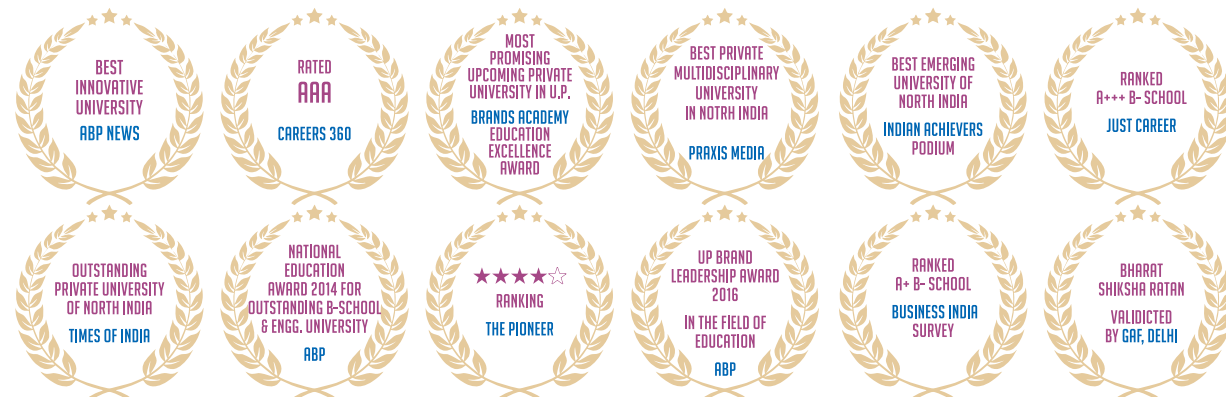 BEST
INNOVATIVE
UNIVERSITY
ABP NEWS
RATED
AAA
CAREERS 360
MOST
PROMISING
UPCOMING PRIVATE
UNIVERSITY IN U.P.
BRANDS ACADEMY
EDUCATION
EXCELLENCE
AWARD
BEST PRIVATE
MULTIDISCIPLINARY
UNIVERSITY
IN NOTRH INDIA
PRAXIS MEDIA
BEST EMERGING
UNIVERSITY OF
NORTH INDIA
INDIAN ACHIEVERS
PODIUM
RANKED
A+++ B- SCHOOL
JUST CAREER
OUTSTANDING
PRIVATE UNIVERSITY
OF NORTH INDIA
TIMES OF INDIA
NATIONAL
EDUCATION
AWARD 2014 FOR
OUTSTANDING B-SCHOOL
& ENGG. UNIVERSITY
ABP
RANKING
THE PIONEER
UP BRAND
LEADERSHIP AWARD
2016
IN THE FIELD OF
EDUCATION
ABP
RANKED
A+ B- SCHOOL
BUSINESS INDIA
SURVEY
BHARAT
SHIKSHA RATAN
VALIDICTED
BY GAF, DELHI